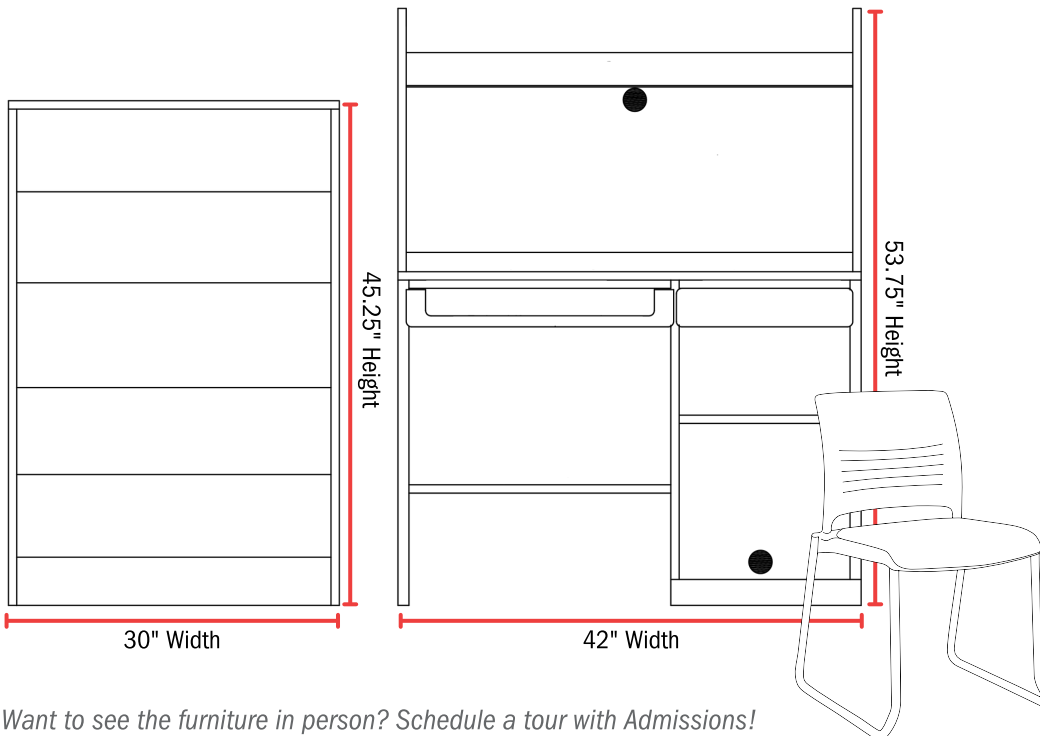 45.25" Height
53.75" Height
30" Width
42" Width
Want to see the furniture in person? Schedule a tour with Admissions!